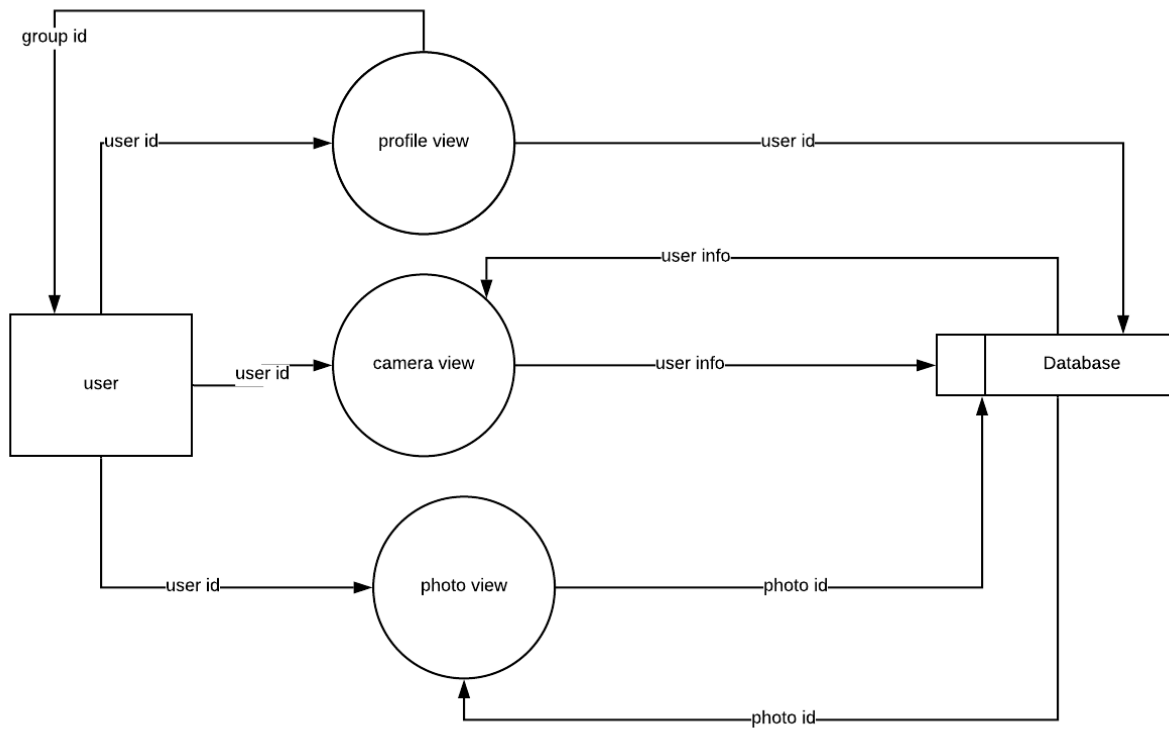 group id
user id
profile view
user id
user info
user
user id
camera view
user info
Database
user id
photo view
photo id
photo id